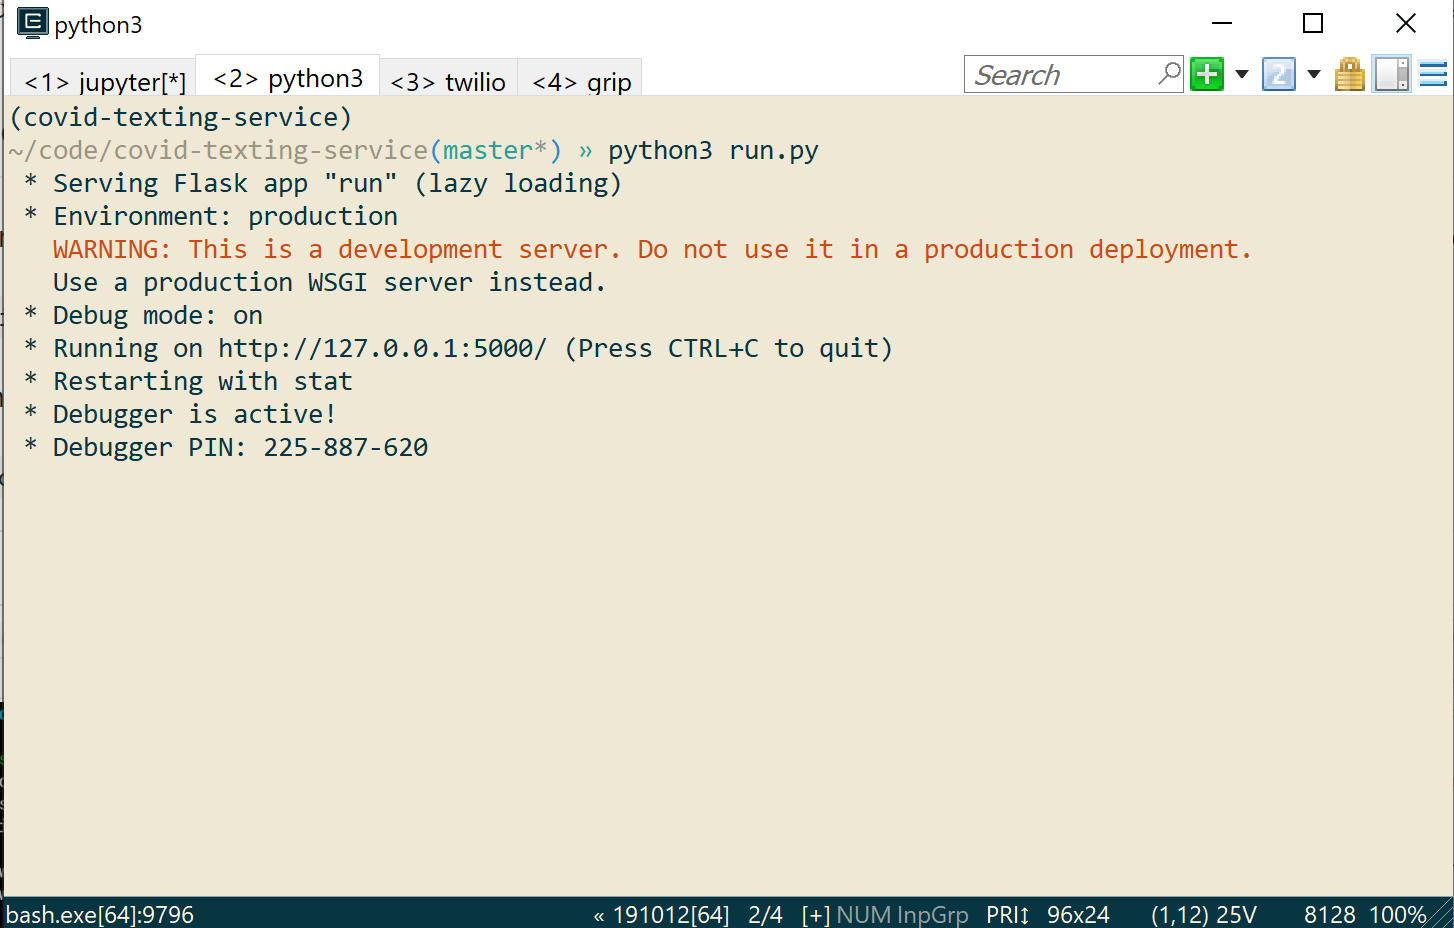 python3
<1> jupyter[*] <2> python3 <3> twilio <4> grip Search 2
(covid-texting-service)
~/code/covid-texting-service(master*) » python3 run.py
* Serving Flask app "run" (lazy loading)
* Environment: production
WARNING: This is a development server. Do not use it in a production deployment.
Use a production WSGI server instead.
* Debug mode: on
* Running on http://127.0.0.1:5000/ (Press CTRL+C to quit)
* Restarting with stat
* Debugger is active!
* Debugger PIN: 225-887-620
bash.exe[64]:9796 « 191012[64] 2/4 [+] NUM InpGrp PRI↕ 96x24 (1,12) 25V 8128 100%